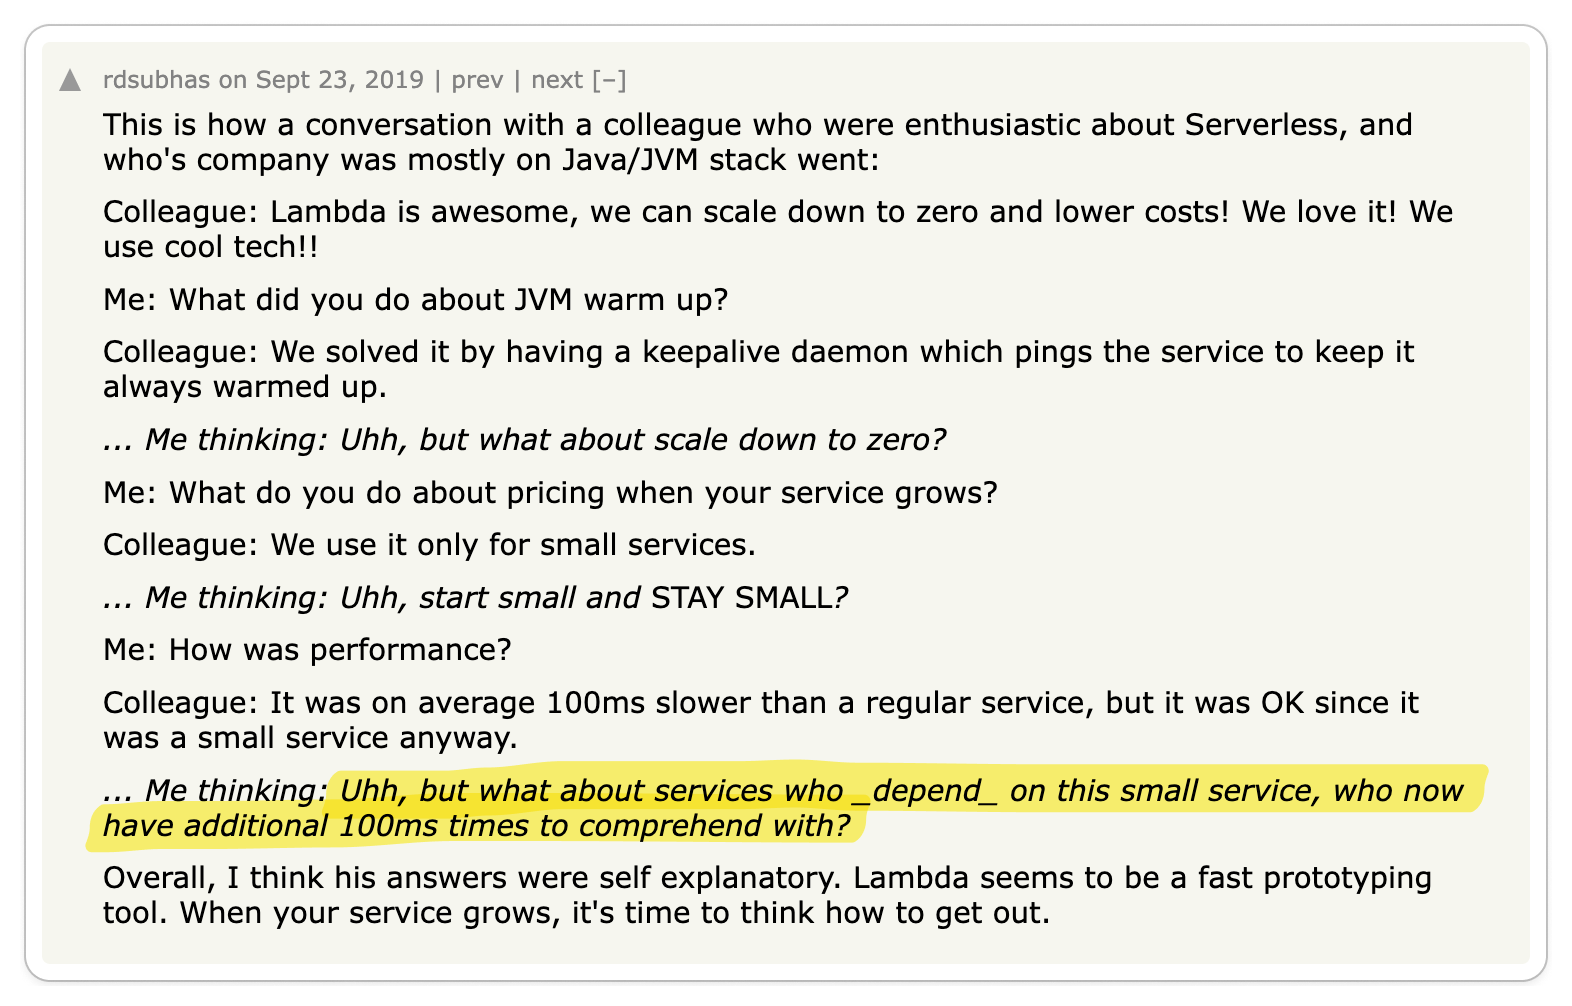 ▲ rdsubhas on Sept 23, 2019 | prev | next [–]
This is how a conversation with a colleague who were enthusiastic about Serverless, and
who's company was mostly on Java/JVM stack went:
Colleague: Lambda is awesome, we can scale down to zero and lower costs! We love it! We
use cool tech!!
Me: What did you do about JVM warm up?
Colleague: We solved it by having a keepalive daemon which pings the service to keep it
always warmed up.
... Me thinking: Uhh, but what about scale down to zero?
Me: What do you do about pricing when your service grows?
Colleague: We use it only for small services.
... Me thinking: Uhh, start small and STAY SMALL?
Me: How was performance?
Colleague: It was on average 100ms slower than a regular service, but it was OK since it
was a small service anyway.
... Me thinking: Uhh, but what about services who _depend_ on this small service, who now
have additional 100ms times to comprehend with?
Overall, I think his answers were self explanatory. Lambda seems to be a fast prototyping
tool. When your service grows, it's time to think how to get out.